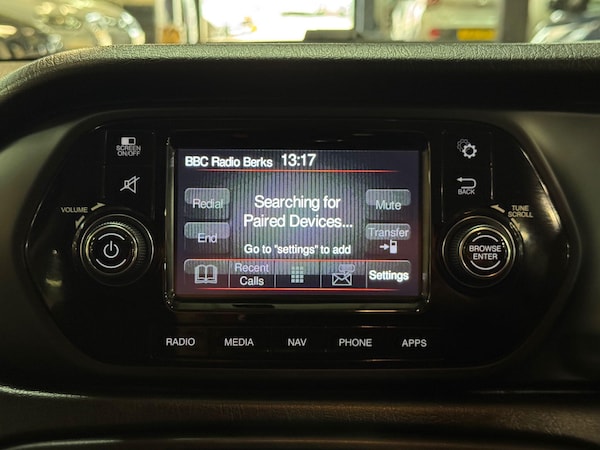 SCREEN
ON/OFF
BBC Radio Berks 13:17
BACK
VOLUME
TUNE
SCROLL
Redial
Searching for
Paired Devices...
Mute
End
Transfer
Go to "settings" to add
BROWSE
ENTER
Recent
Calls
Settings
RADIO
MEDIA
NAV
PHONE
APPS